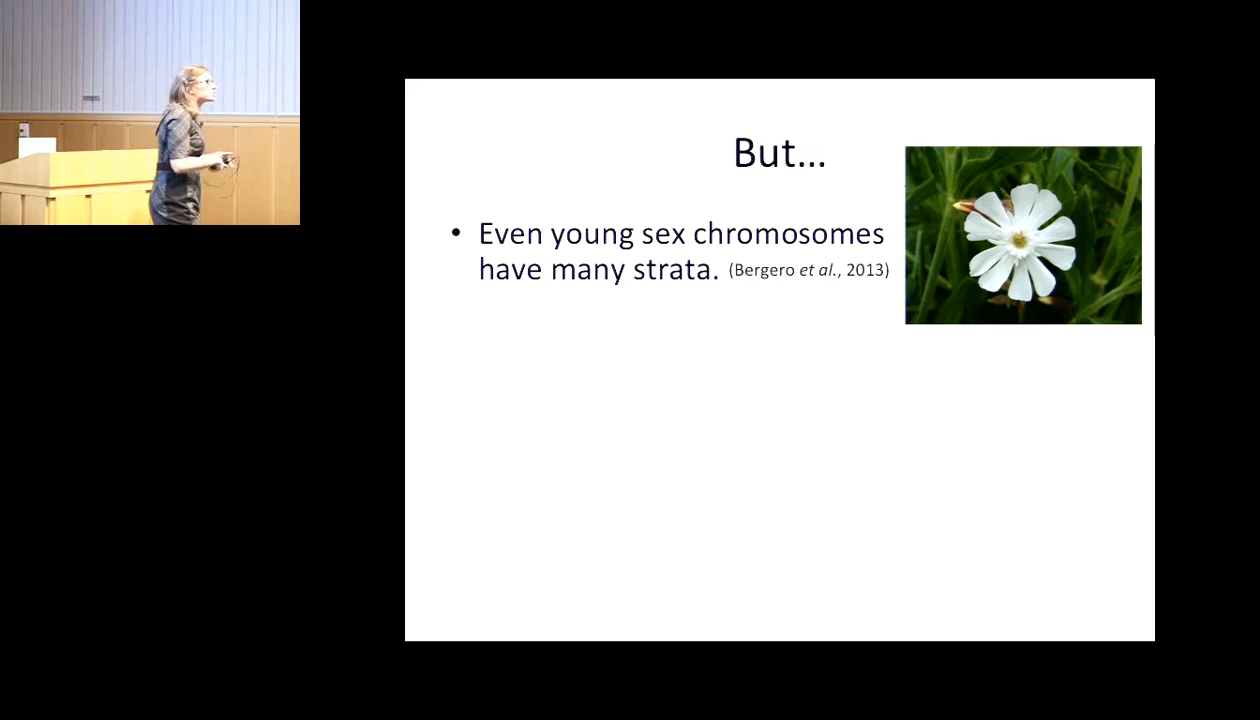 But...
• Even young sex chromosomes
have many strata. (Bergero et al., 2013)